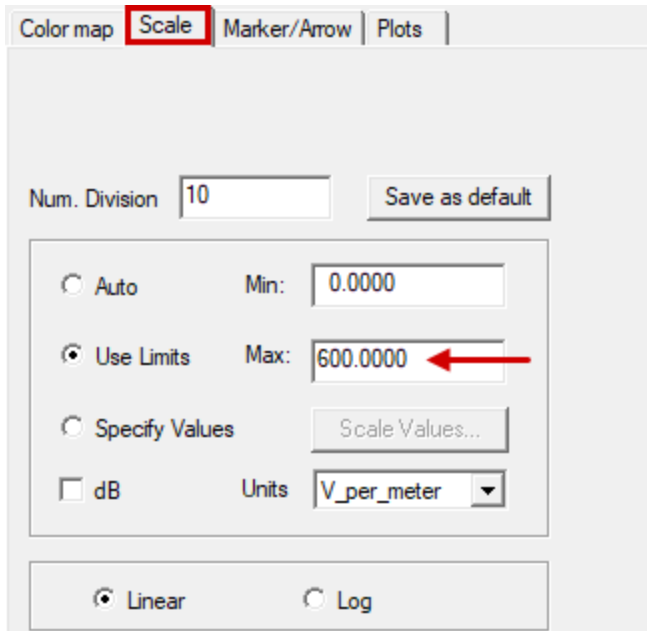 Color map Scale Marker/Arrow Plots
Num. Division 10 Save as default
Auto Min: 0.0000
Use Limits Max: 600.0000
Specify Values Scale Values...
dB Units V_per_meter
Linear Log